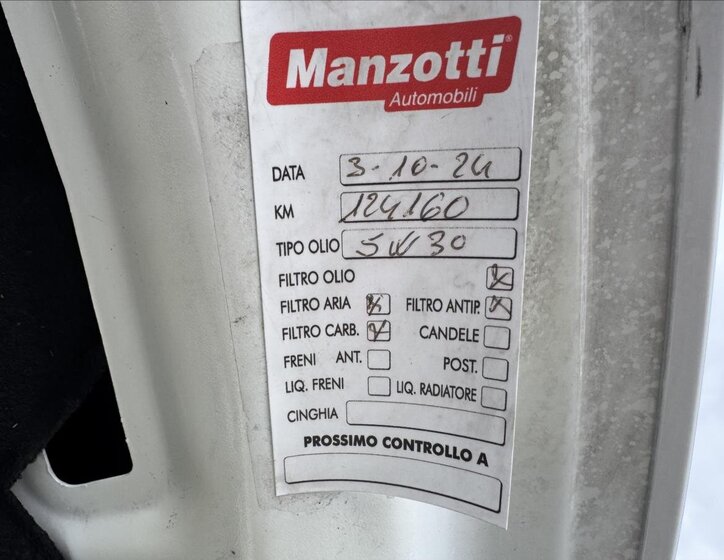 Manzotti®
Automobili
DATA 3-10-24
KM 124160
TIPO OLIO 5W30
FILTRO OLIO
FILTRO ARIA FILTRO ANTIP.
FILTRO CARB. CANDELE
FRENI ANT. POST.
LIQ. FRENI LIQ. RADIATORE
CINGHIA
PROSSIMO CONTROLLO A